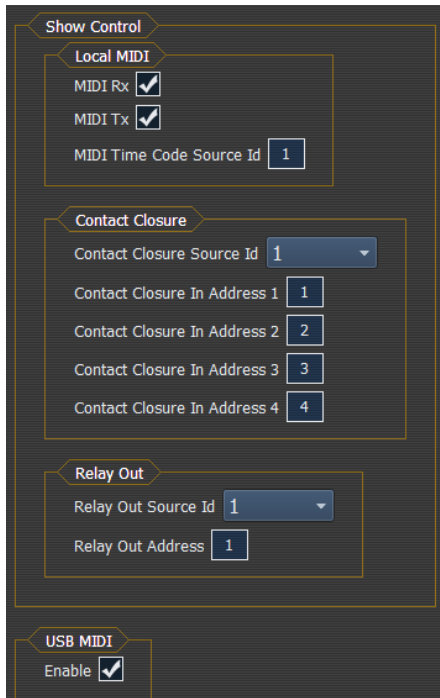 Show Control
Local MIDI
MIDI Rx
MIDI Tx
MIDI Time Code Source Id 1
Contact Closure
Contact Closure Source Id 1
Contact Closure In Address 1 1
Contact Closure In Address 2 2
Contact Closure In Address 3 3
Contact Closure In Address 4 4
Relay Out
Relay Out Source Id 1
Relay Out Address 1
USB MIDI
Enable